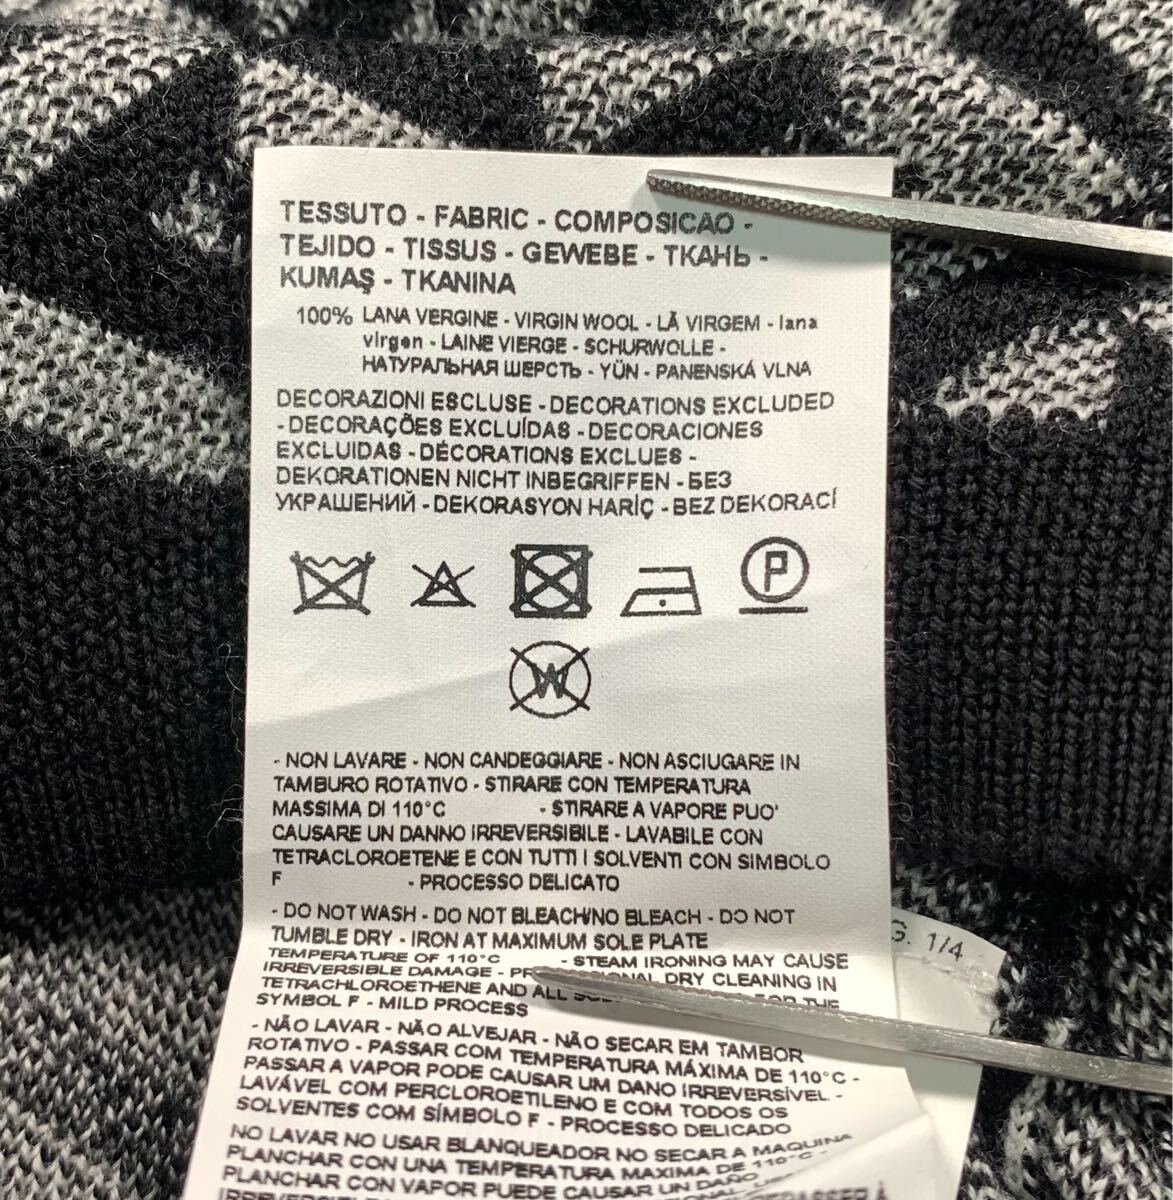 TESSUTO - FABRIC - COMPOSICAO -
TEJIDO - TISSUS - GEWEBE - ТКАНЬ -
KUMAŞ - TKANINA
100% LANA VERGINE - VIRGIN WOOL - LÃ VIRGEM - lana
virgen - LAINE VIERGE - SCHURWOLLE -
НАТУРАЛЬНАЯ ШЕРСТЬ - YÜN - PANENSKÁ VLNA
DECORAZIONI ESCLUSE - DECORATIONS EXCLUDED
- DECORAÇÕES EXCLUÍDAS - DECORACIONES
EXCLUIDAS - DÉCORATIONS EXCLUES -
DEKORATIONEN NICHT INBEGRIFFEN - БЕЗ
УКРАШЕНИЙ - DEKORASYON HARİÇ - BEZ DEKORACÍ
P
W
- NON LAVARE - NON CANDEGGIARE - NON ASCIUGARE IN
TAMBURO ROTATIVO - STIRARE CON TEMPERATURA
MASSIMA DI 110°C - STIRARE A VAPORE PUO'
CAUSARE UN DANNO IRREVERSIBILE - LAVABILE CON
TETRACLOROETENE E CON TUTTI I SOLVENTI CON SIMBOLO
F - PROCESSO DELICATO
- DO NOT WASH - DO NOT BLEACH/NO BLEACH - DO NOT
TUMBLE DRY - IRON AT MAXIMUM SOLE PLATE
TEMPERATURE OF 110°C - STEAM IRONING MAY CAUSE
IRREVERSIBLE DAMAGE - DRY CLEANING IN
TETRACHLOROETHENE AND ALL FOR THE
SYMBOL F - MILD PROCESS
- NÃO LAVAR - NÃO ALVEJAR - NÃO SECAR EM TAMBOR
ROTATIVO - PASSAR COM TEMPERATURA MÁXIMA DE 110°C -
PASSAR A VAPOR PODE CAUSAR UM DANO IRREVERSÍVEL -
LAVÁVEL COM PERCLOROETILENO E COM TODOS OS
SOLVENTES COM SÍMBOLO F - PROCESSO DELICADO
NO LAVAR NO USAR BLANQUEADOR NO SECAR A MAQUINA
PLANCHAR CON UNA TEMPERATURA MAXIMA DE 110°C -
PLANCHAR CON VAPOR PUEDE CAUSAR UN DAÑO
G. 1/4